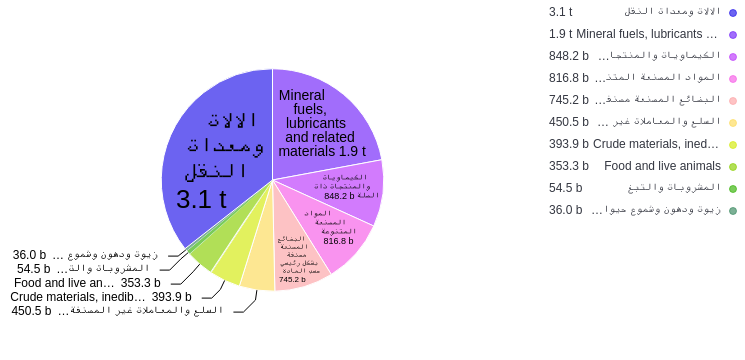 3.1 t الالات ومعدات النقل
1.9 t Mineral fuels, lubricants ...
848.2 b الكيماويات والمنتجا...
816.8 b المواد المصنعة المتنـ...
745.2 b البضائع المصنعة مصنفـ...
450.5 b السلع والمعاملات غير ...
393.9 b Crude materials, ined...
353.3 b Food and live animals
54.5 b المشروبات والتبغ
36.0 b زيوت ودهون وشموع حيوا...
Mineral
fuels,
lubricants
and related
materials 1.9 t
الالات
ومعدات
النقل
3.1 t
الكيماويات
والمنتجات ذات
الصلة 848.2 b
المواد
المصنعة
المتنوعة
816.8 b
البضائع
المصنعة
مصنفة
بشكل رئيسي
حسب المادة
745.2 b
36.0 b زيوت ودهون وشموع ...
54.5 b المشروبات والتـ...
Food and live an... 353.3 b
Crude materials, inedib... 393.9 b
450.5 b السلع والمعاملات غير المصنفة...